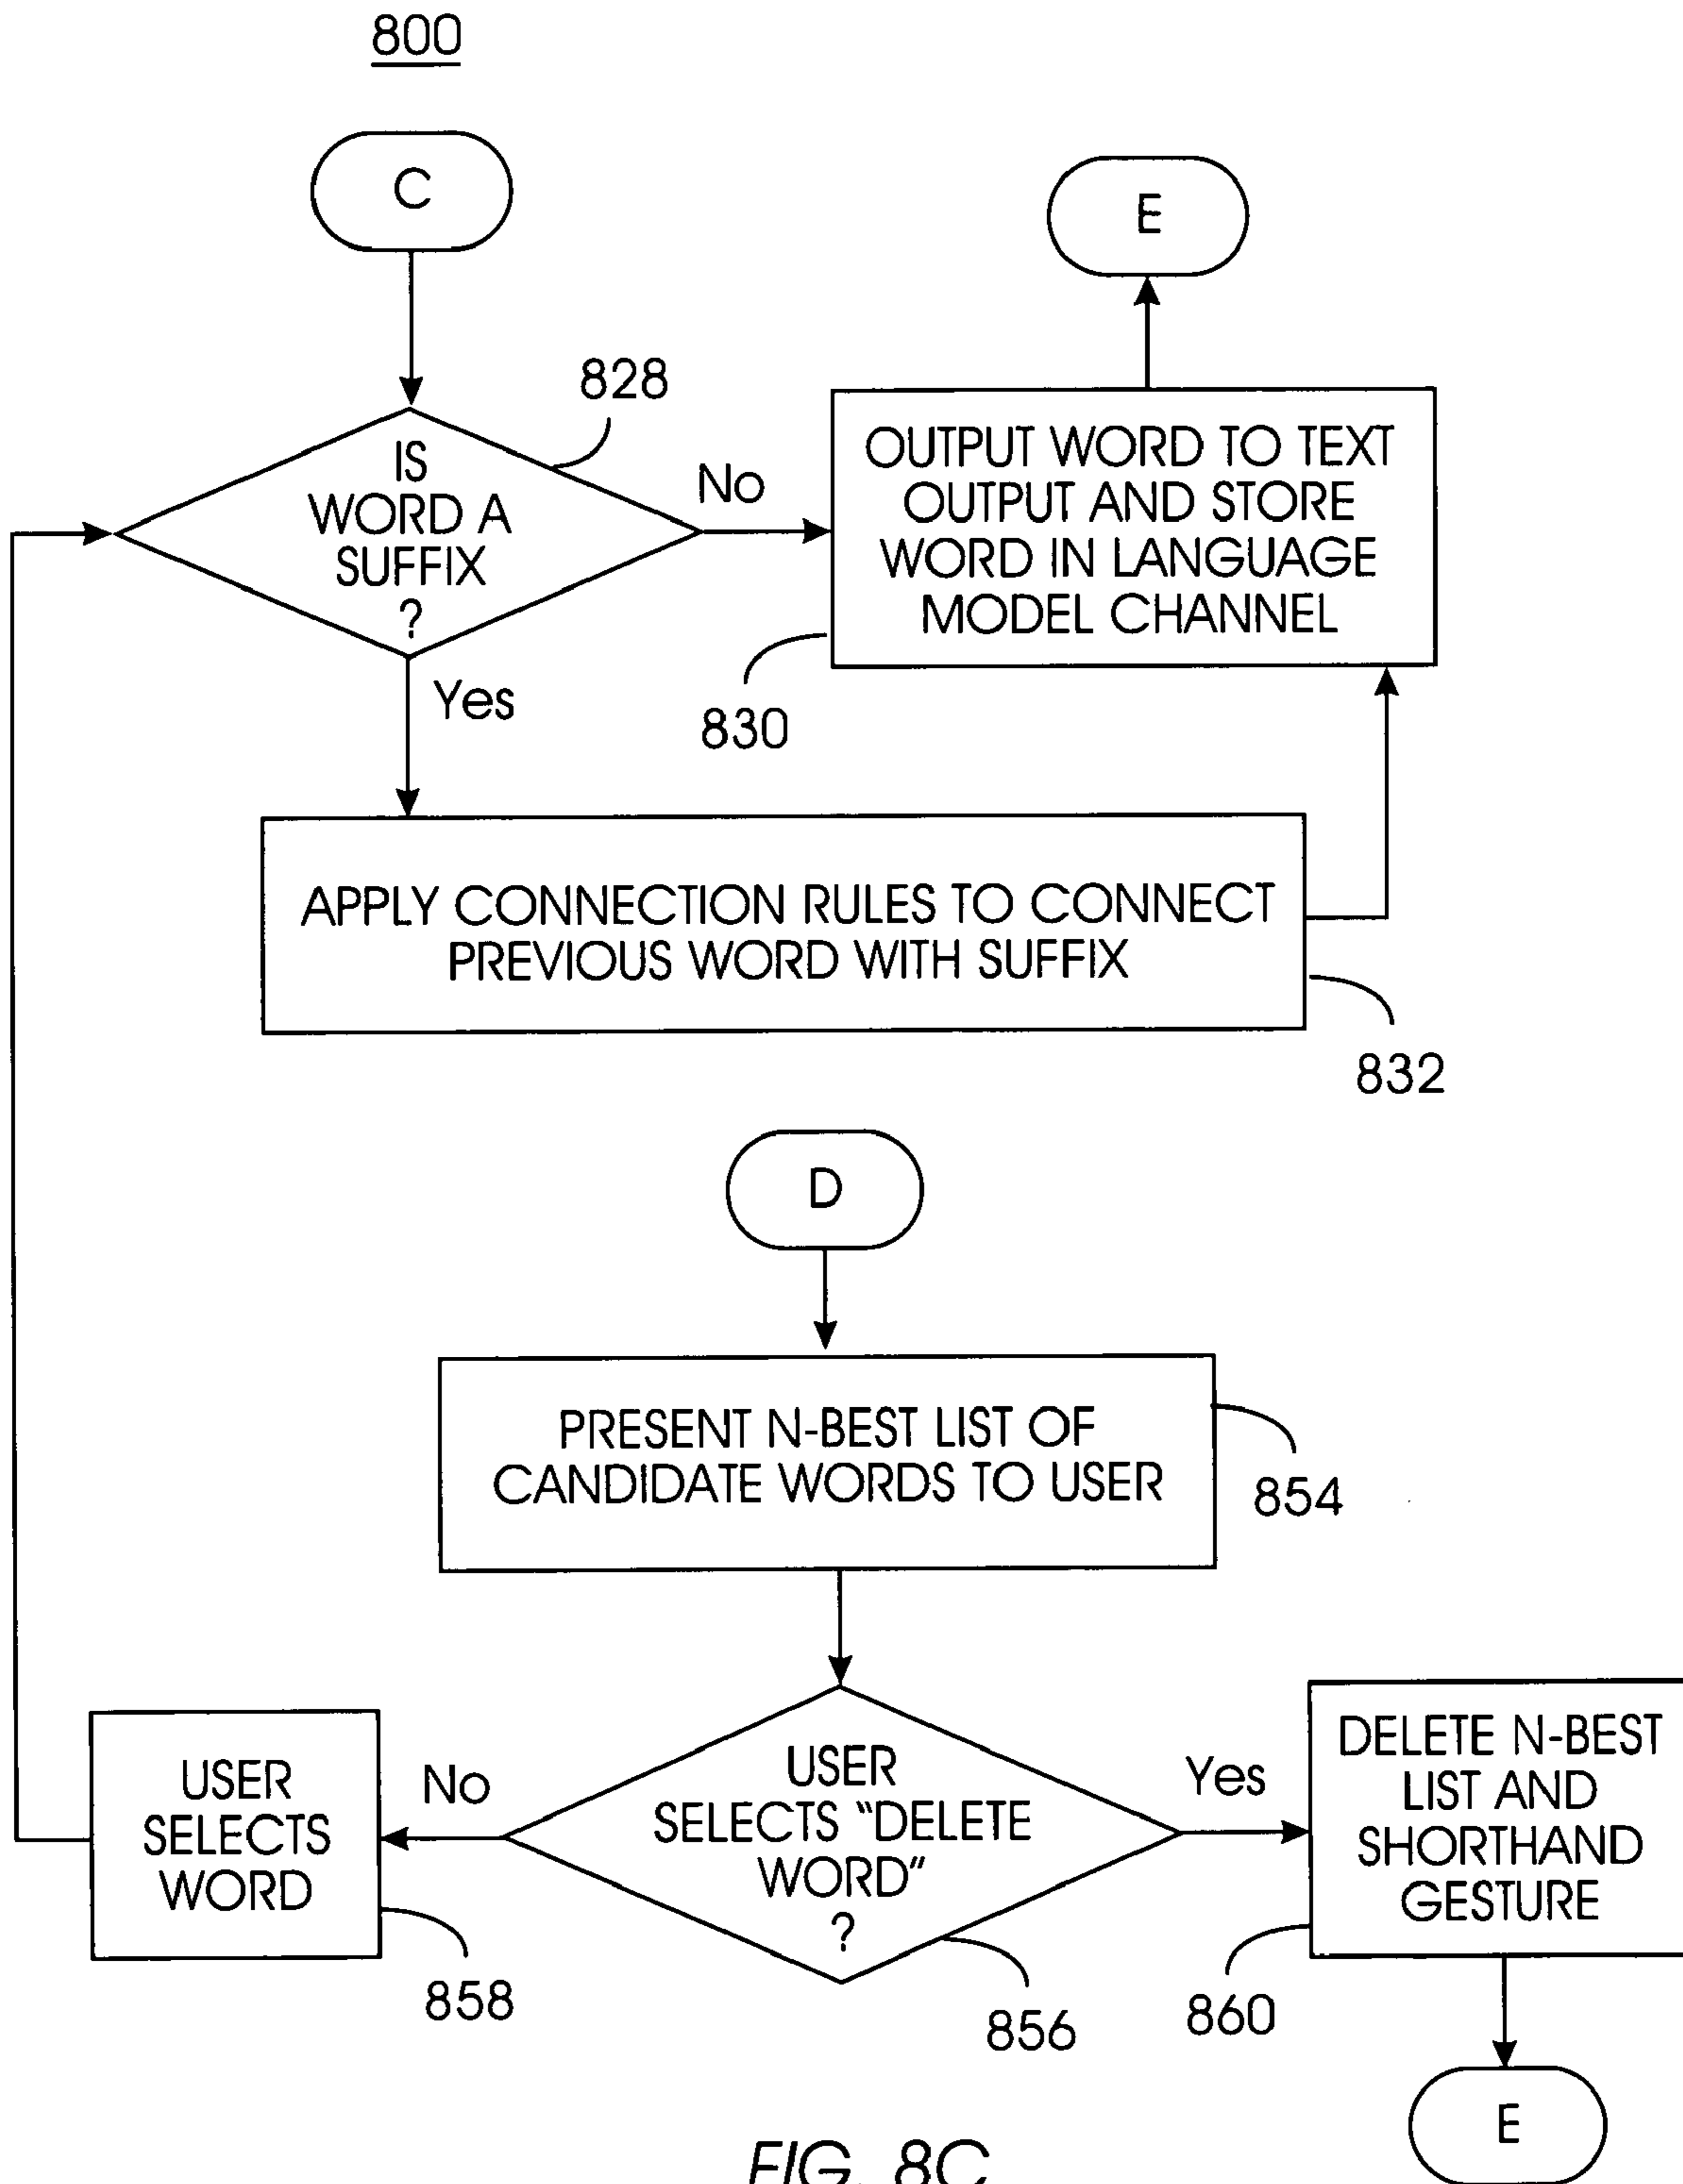 800
C
E
828
IS
WORD A
SUFFIX
?
No
OUTPUT WORD TO TEXT
OUTPUT AND STORE
WORD IN LANGUAGE
MODEL CHANNEL
830
Yes
APPLY CONNECTION RULES TO CONNECT
PREVIOUS WORD WITH SUFFIX
832
D
PRESENT N-BEST LIST OF
CANDIDATE WORDS TO USER
854
USER
SELECTS "DELETE
WORD"
?
No
Yes
USER
SELECTS
WORD
DELETE N-BEST
LIST AND
SHORTHAND
GESTURE
858
856
860
E
FIG. 8C